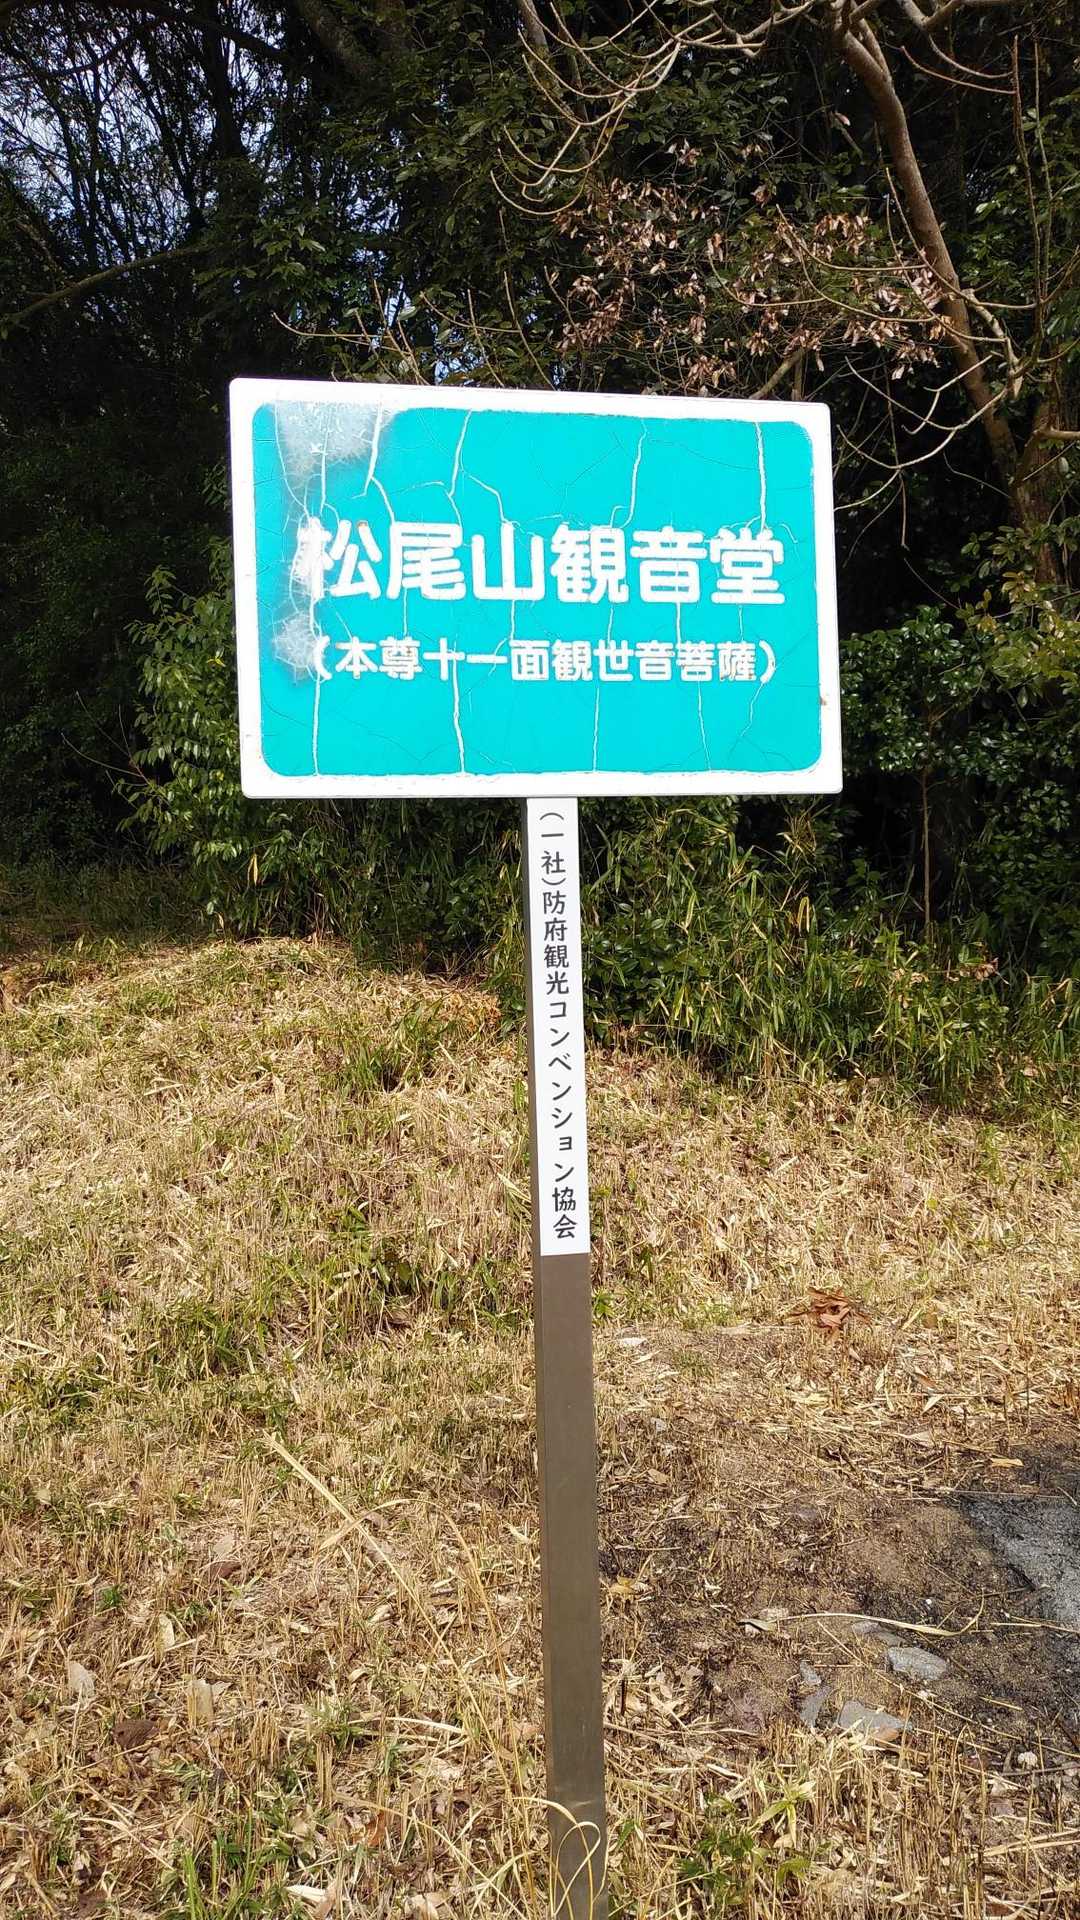 松尾山観音堂
（本尊十一面観世音菩薩）
（一社）防府観光コンベンション協会